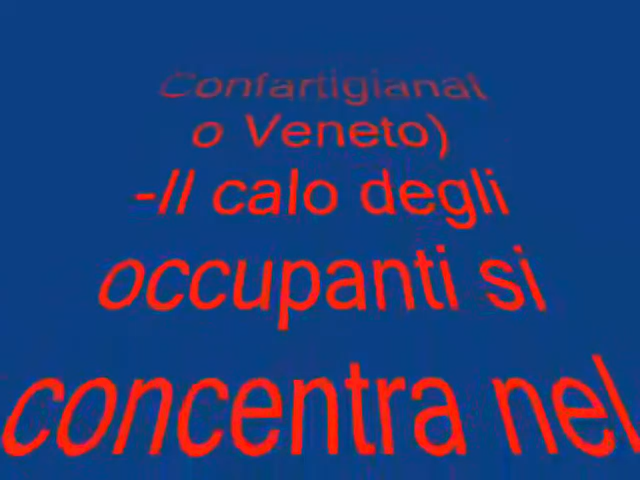 Confartigianat
o Veneto)
-Il calo degli
occupanti si
concentra nel